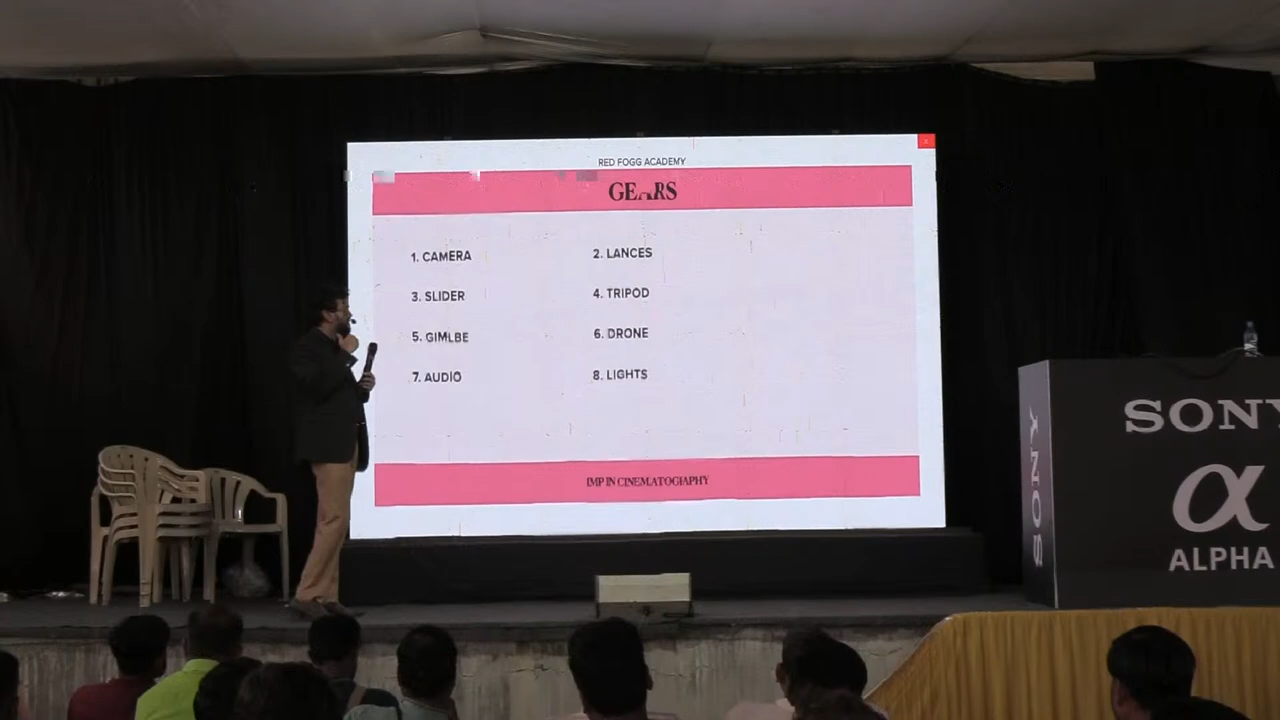 RED FOGG ACADEMY
GEARS
1. CAMERA
2. LANCES
3. SLIDER
4. TRIPOD
5. GIMLBE
6. DRONE
7. AUDIO
8. LIGHTS
IMP IN CINEMATOGIAPHY
SONY
SONY
α
ALPHA